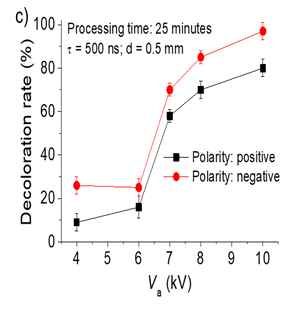 c)
Processing time: 25 minutes
τ = 500 ns; d = 0.5 mm
Decoloration rate (%)
100
80
60
40
20
0
Polarity: positive
Polarity: negative
4 5 6 7 8 9 10
Va (kV)